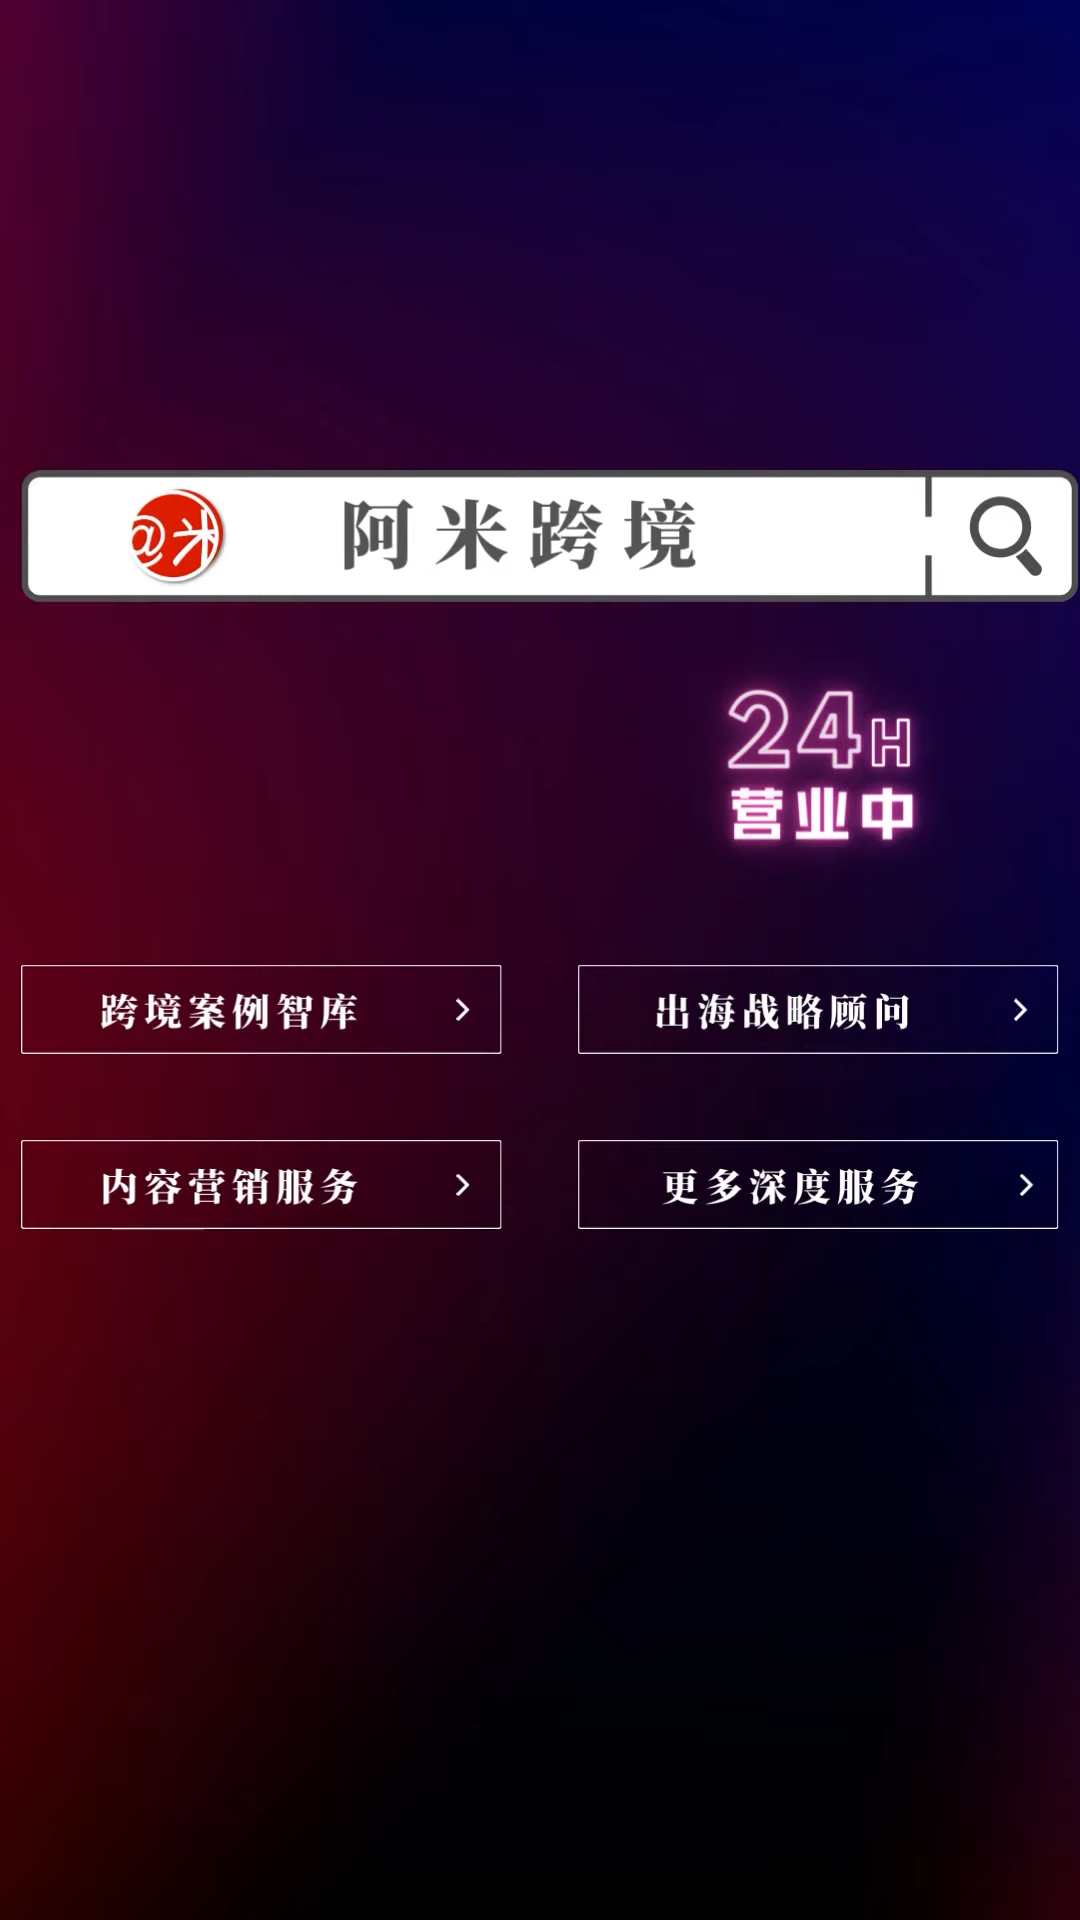 @米 阿米跨境
24H
营业中
跨境案例智库
出海战略顾问
内容营销服务
更多深度服务